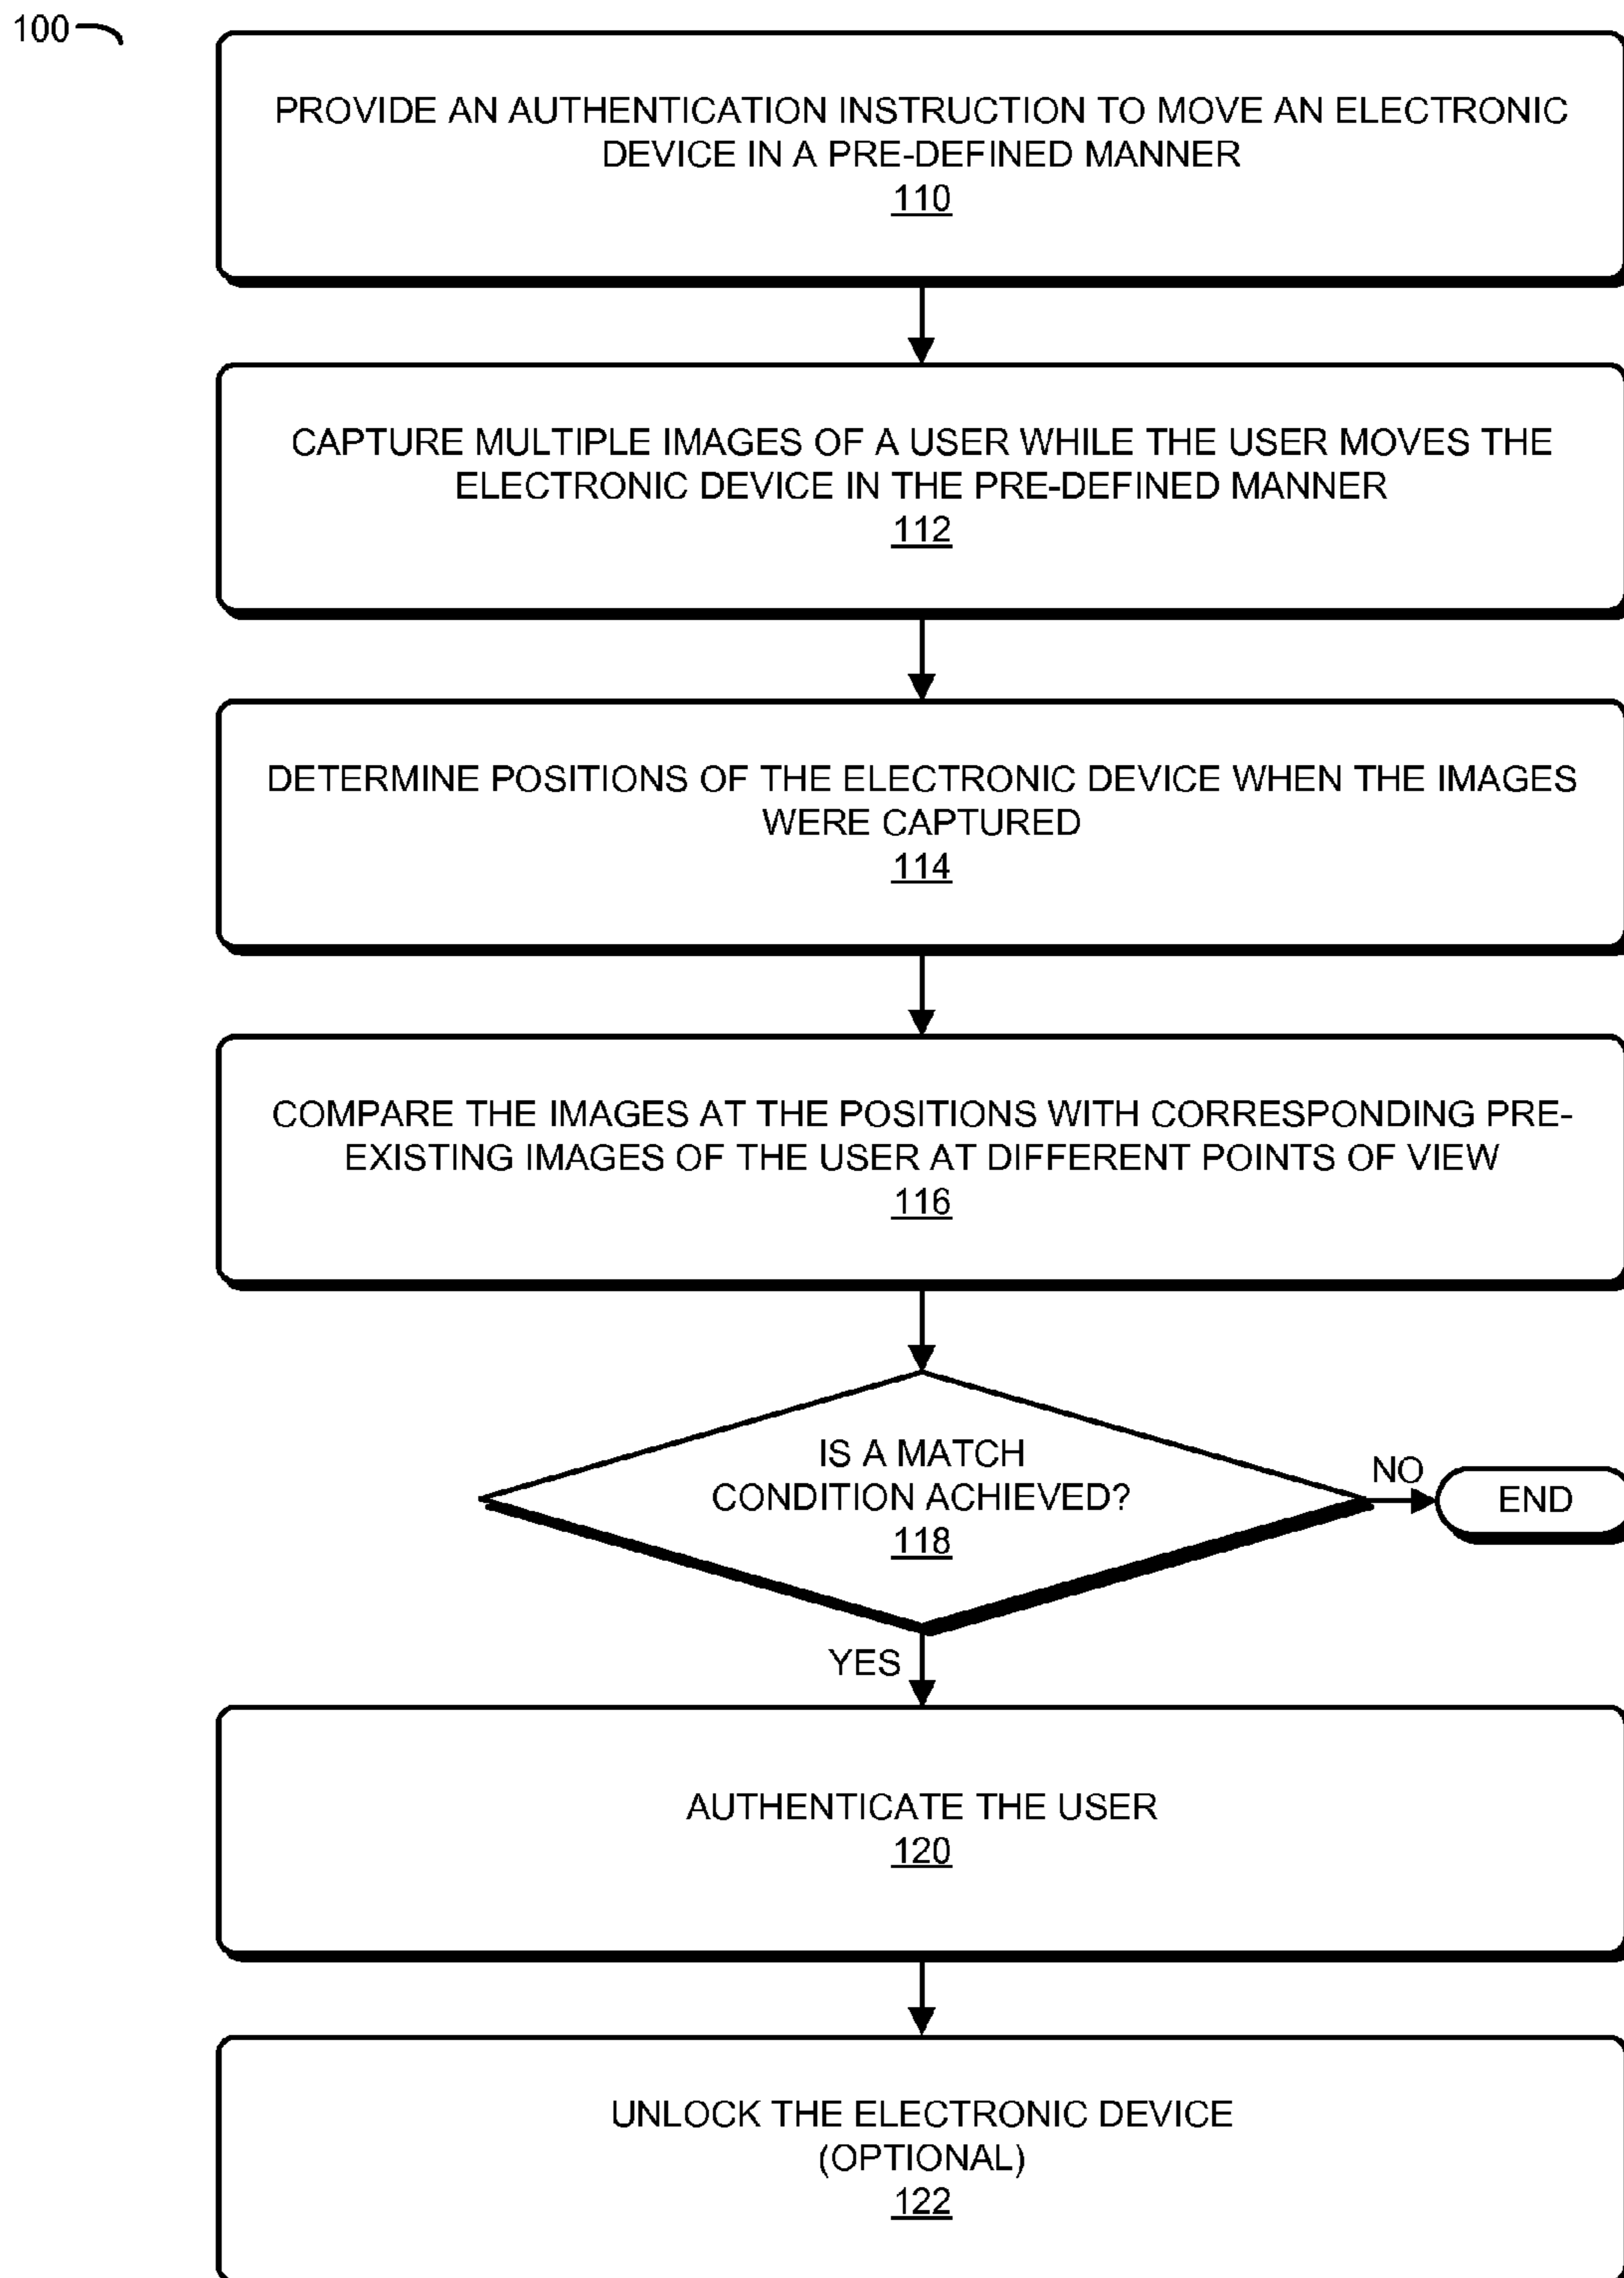 100
PROVIDE AN AUTHENTICATION INSTRUCTION TO MOVE AN ELECTRONIC
DEVICE IN A PRE-DEFINED MANNER
110
CAPTURE MULTIPLE IMAGES OF A USER WHILE THE USER MOVES THE
ELECTRONIC DEVICE IN THE PRE-DEFINED MANNER
112
DETERMINE POSITIONS OF THE ELECTRONIC DEVICE WHEN THE IMAGES
WERE CAPTURED
114
COMPARE THE IMAGES AT THE POSITIONS WITH CORRESPONDING PRE-
EXISTING IMAGES OF THE USER AT DIFFERENT POINTS OF VIEW
116
IS A MATCH
CONDITION ACHIEVED?
118
NO
END
YES
AUTHENTICATE THE USER
120
UNLOCK THE ELECTRONIC DEVICE
(OPTIONAL)
122